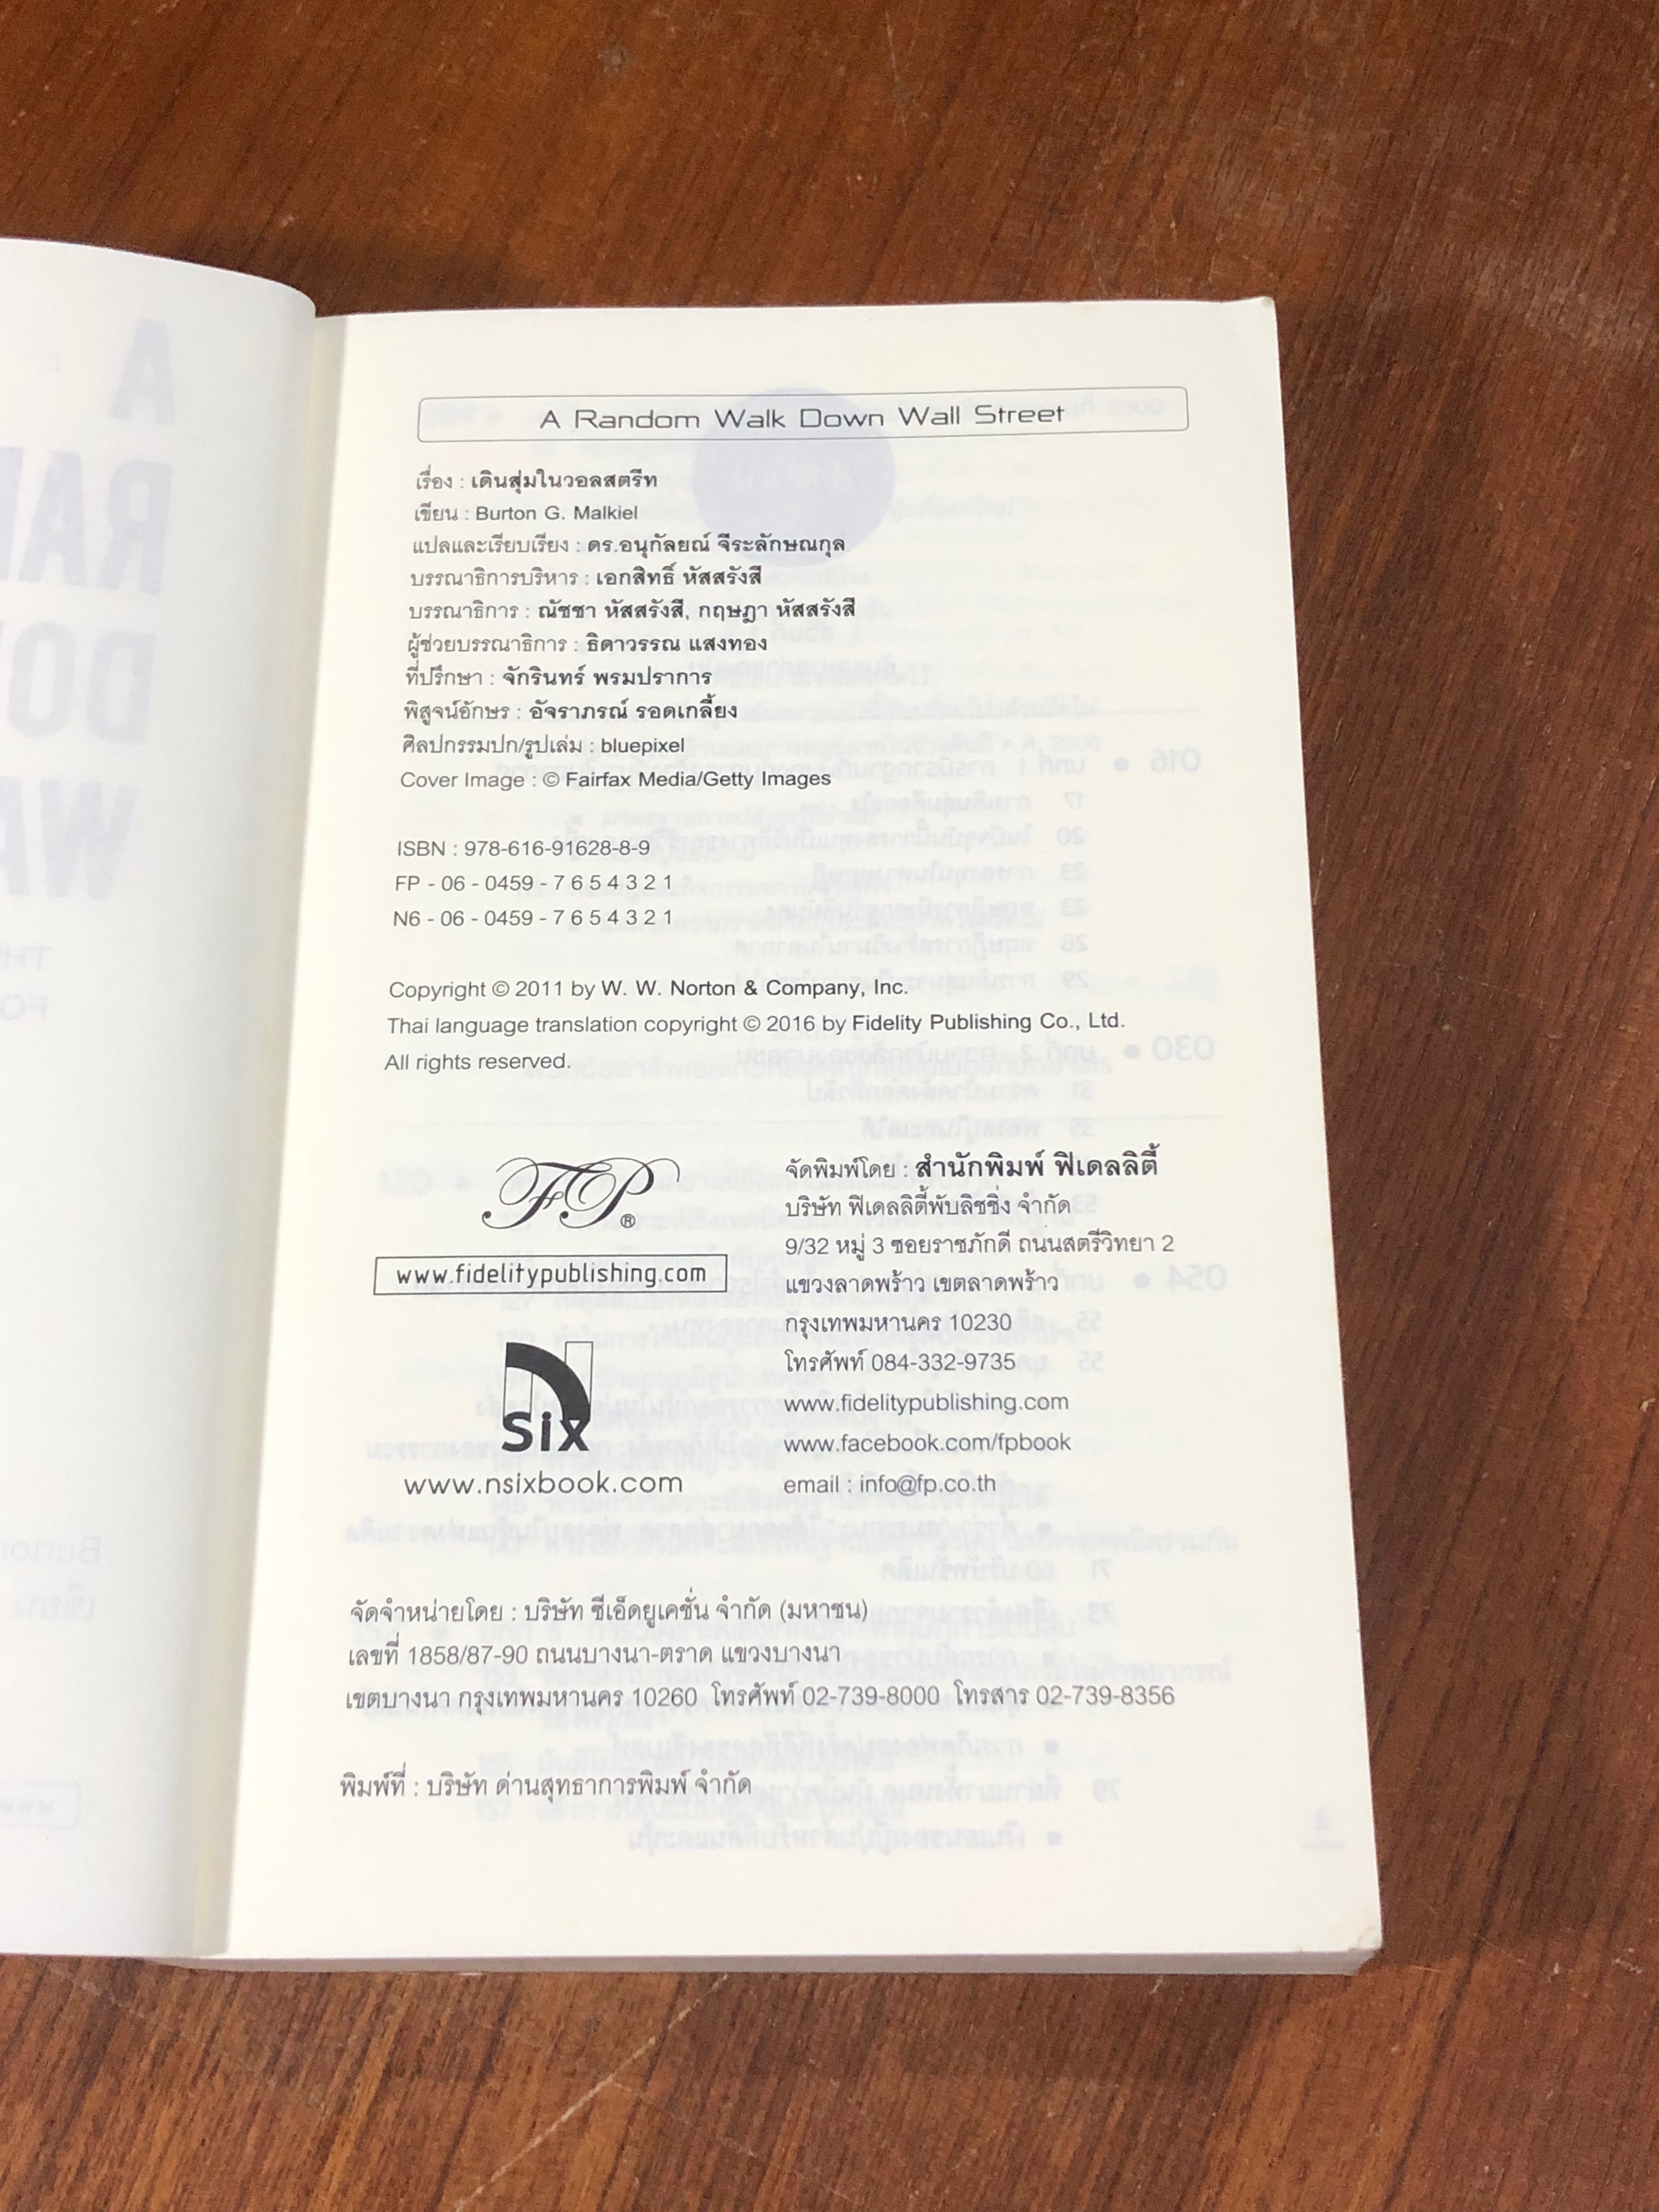 A Random Walk Down Wall Street
เรื่อง : เดินสุ่มในวอลสตรีท
เขียน : Burton G. Malkiel
แปลและเรียบเรียง : ดร.อนุกัลยณ์ จีระลักษณกุล
บรรณาธิการบริหาร : เอกสิทธิ์ หัสสรังสี
บรรณาธิการ : ณัชชา หัสสรังสี, กฤษฎา หัสสรังสี
ผู้ช่วยบรรณาธิการ : ธิดาวรรณ แสงทอง
ที่ปรึกษา : จักรินทร์ พรมปราการ
พิสูจน์อักษร : อัจราภรณ์ รอดเกลี้ยง
ศิลปกรรมปก/รูปเล่ม : bluepixel
Cover Image : © Fairfax Media/Getty Images
ISBN : 978-616-91628-8-9
FP - 06 - 0459 - 7 6 5 4 3 2 1
N6 - 06 - 0459 - 7 6 5 4 3 2 1
Copyright © 2011 by W. W. Norton & Company, Inc.
Thai language translation copyright © 2016 by Fidelity Publishing Co., Ltd.
All rights reserved.
FP®
www.fidelitypublishing.com
six
www.nsixbook.com
จัดพิมพ์โดย : สำนักพิมพ์ ฟิเดลลิตี้
บริษัท ฟิเดลลิตี้พับลิชชิ่ง จำกัด
9/32 หมู่ 3 ซอยราชภักดี ถนนสตรีวิทยา 2
แขวงลาดพร้าว เขตลาดพร้าว
กรุงเทพมหานคร 10230
โทรศัพท์ 084-332-9735
www.fidelitypublishing.com
www.facebook.com/fpbook
email : info@fp.co.th
จัดจำหน่ายโดย : บริษัท ซีเอ็ดยูเคชั่น จำกัด (มหาชน)
เลขที่ 1858/87-90 ถนนบางนา-ตราด แขวงบางนา
เขตบางนา กรุงเทพมหานคร 10260 โทรศัพท์ 02-739-8000 โทรสาร 02-739-8356
พิมพ์ที่ : บริษัท ด่านสุทธาการพิมพ์ จำกัด